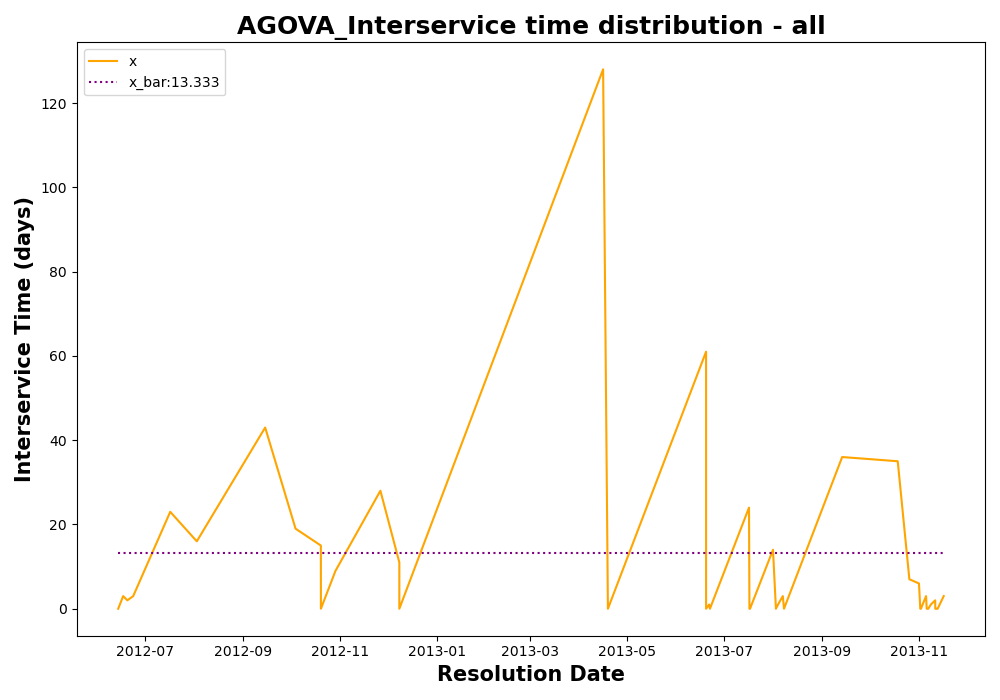 AGOVA_Interservice time distribution - all
x
x_bar:13.333
Interservice Time (days)
120
100
80
60
40
20
0
2012-07 2012-09 2012-11 2013-01 2013-03 2013-05 2013-07 2013-09 2013-11
Resolution Date